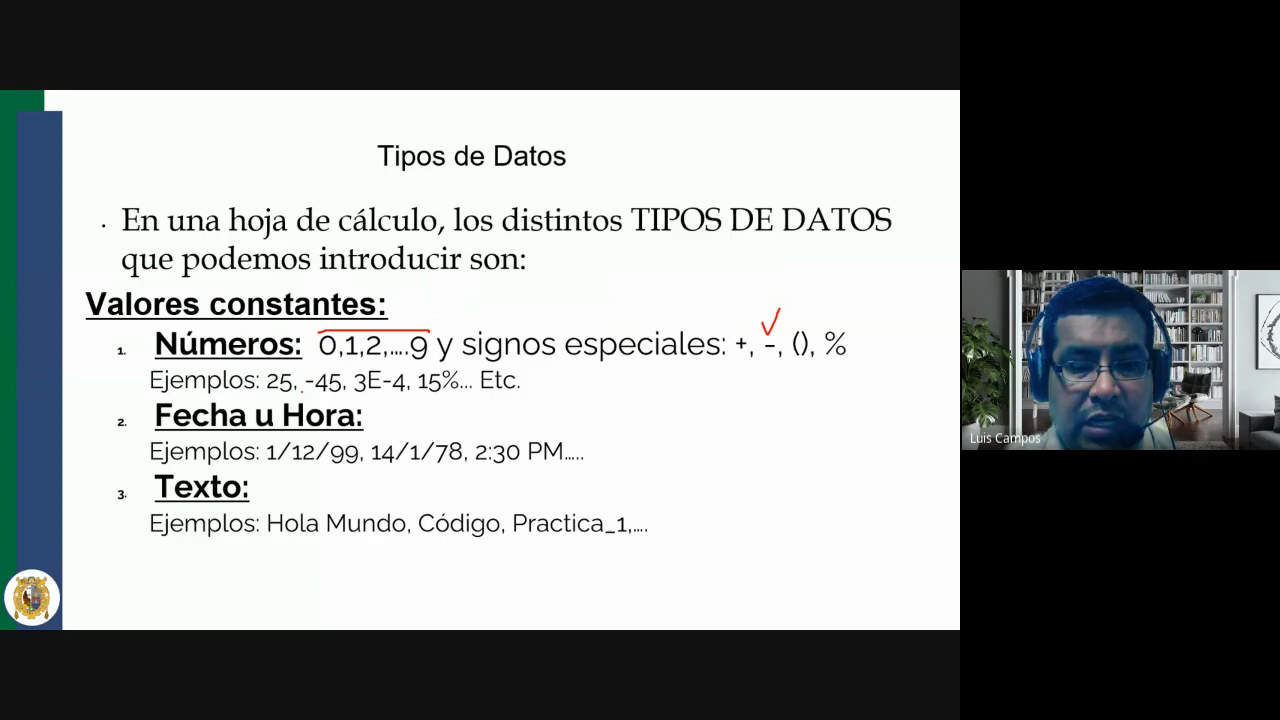 Tipos de Datos
· En una hoja de cálculo, los distintos TIPOS DE DATOS
que podemos introducir son:
Valores constantes:
1. Números: 0,1,2,....9 y signos especiales: +, -, (), %
Ejemplos: 25, -45, 3E-4, 15%... Etc.
2. Fecha u Hora:
Ejemplos: 1/12/99, 14/1/78, 2:30 PM.....
3. Texto:
Ejemplos: Hola Mundo, Código, Practica_1,....
Luis Campos